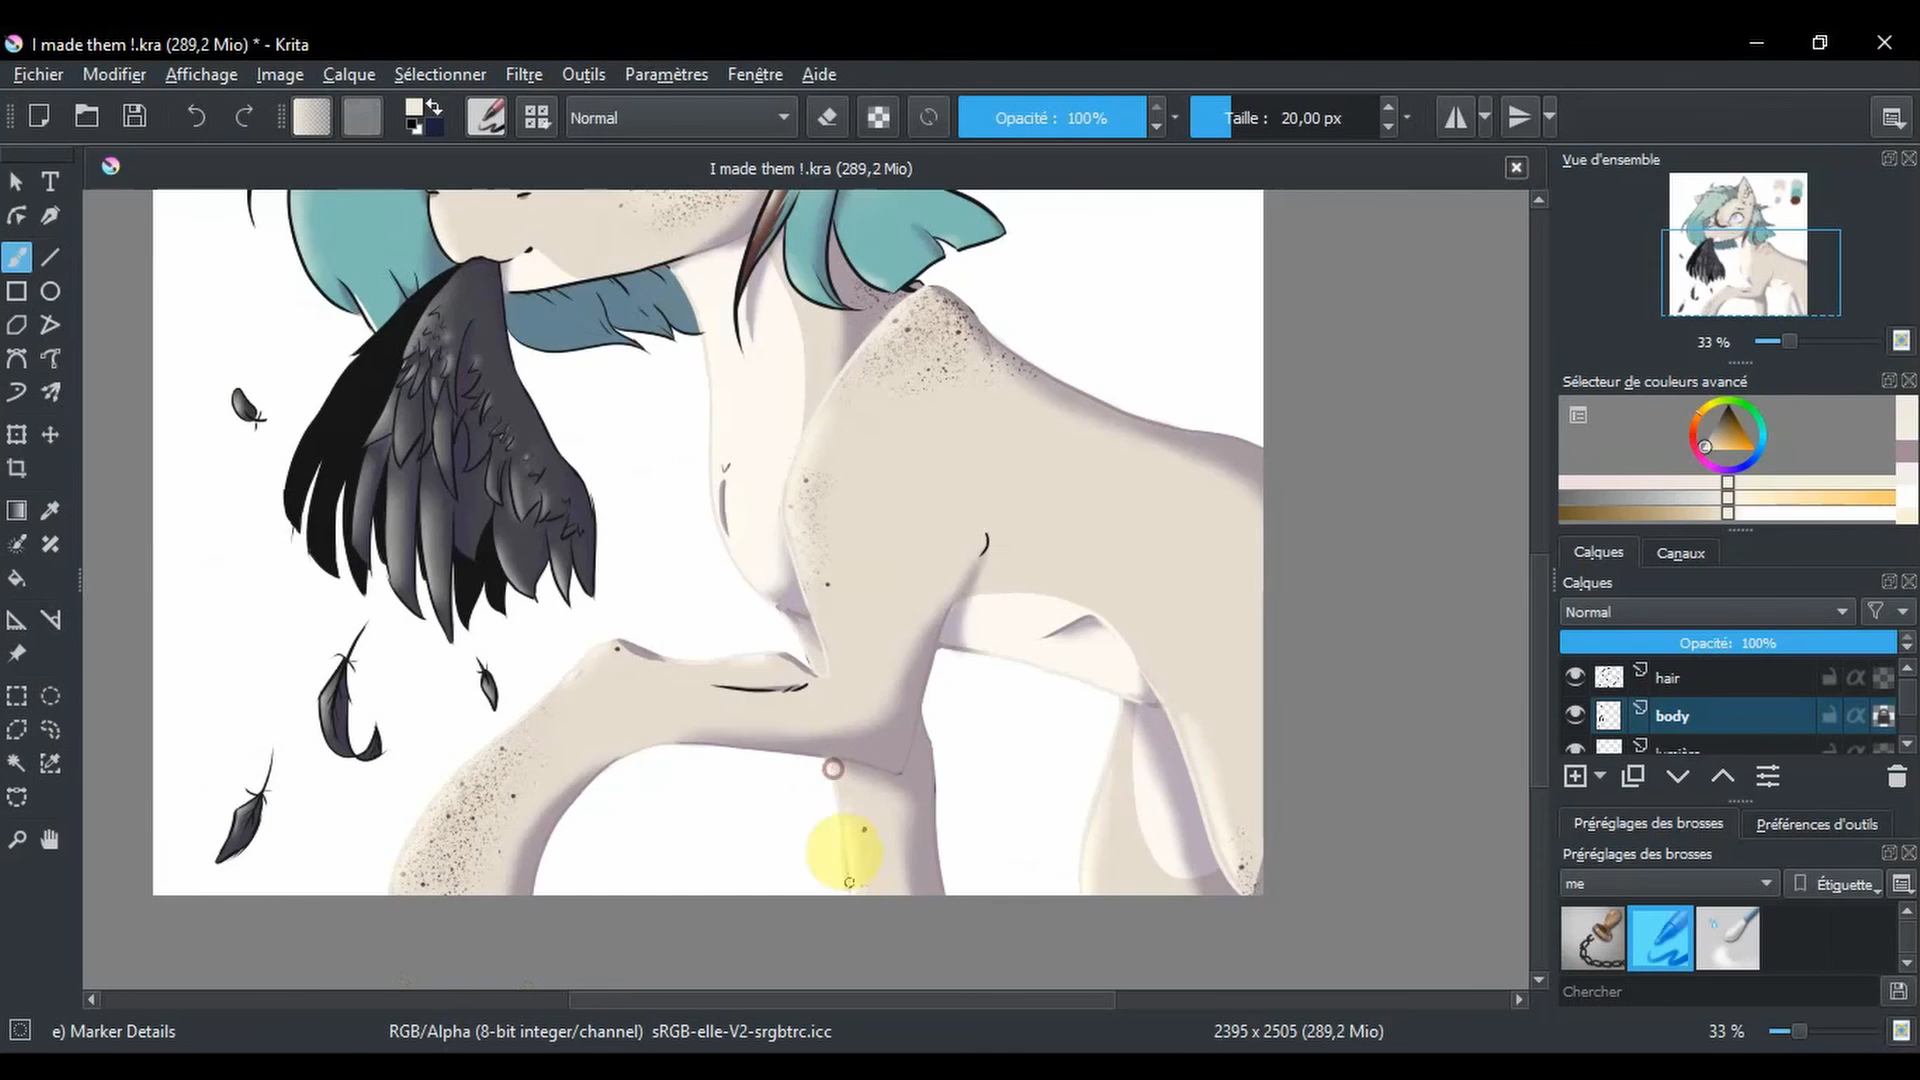 I made them !.kra (289,2 Mio) * - Krita
Fichier Modifier Affichage Image Calque Sélectionner Filtre Outils Paramètres Fenêtre Aide
Normal
Opacité : 100%
Taille : 20,00 px
I made them !.kra (289,2 Mio)
Vue d'ensemble
33 %
Sélecteur de couleurs avancé
Calques Canaux
Calques
Normal
Opacité: 100%
hair
body
lumière
Préréglages des brosses Préférences d'outils
Préréglages des brosses
me
Étiquette
Chercher
e) Marker Details
RGB/Alpha (8-bit integer/channel) sRGB-elle-V2-srgbtrc.icc
2395 x 2505 (289,2 Mio)
33 %